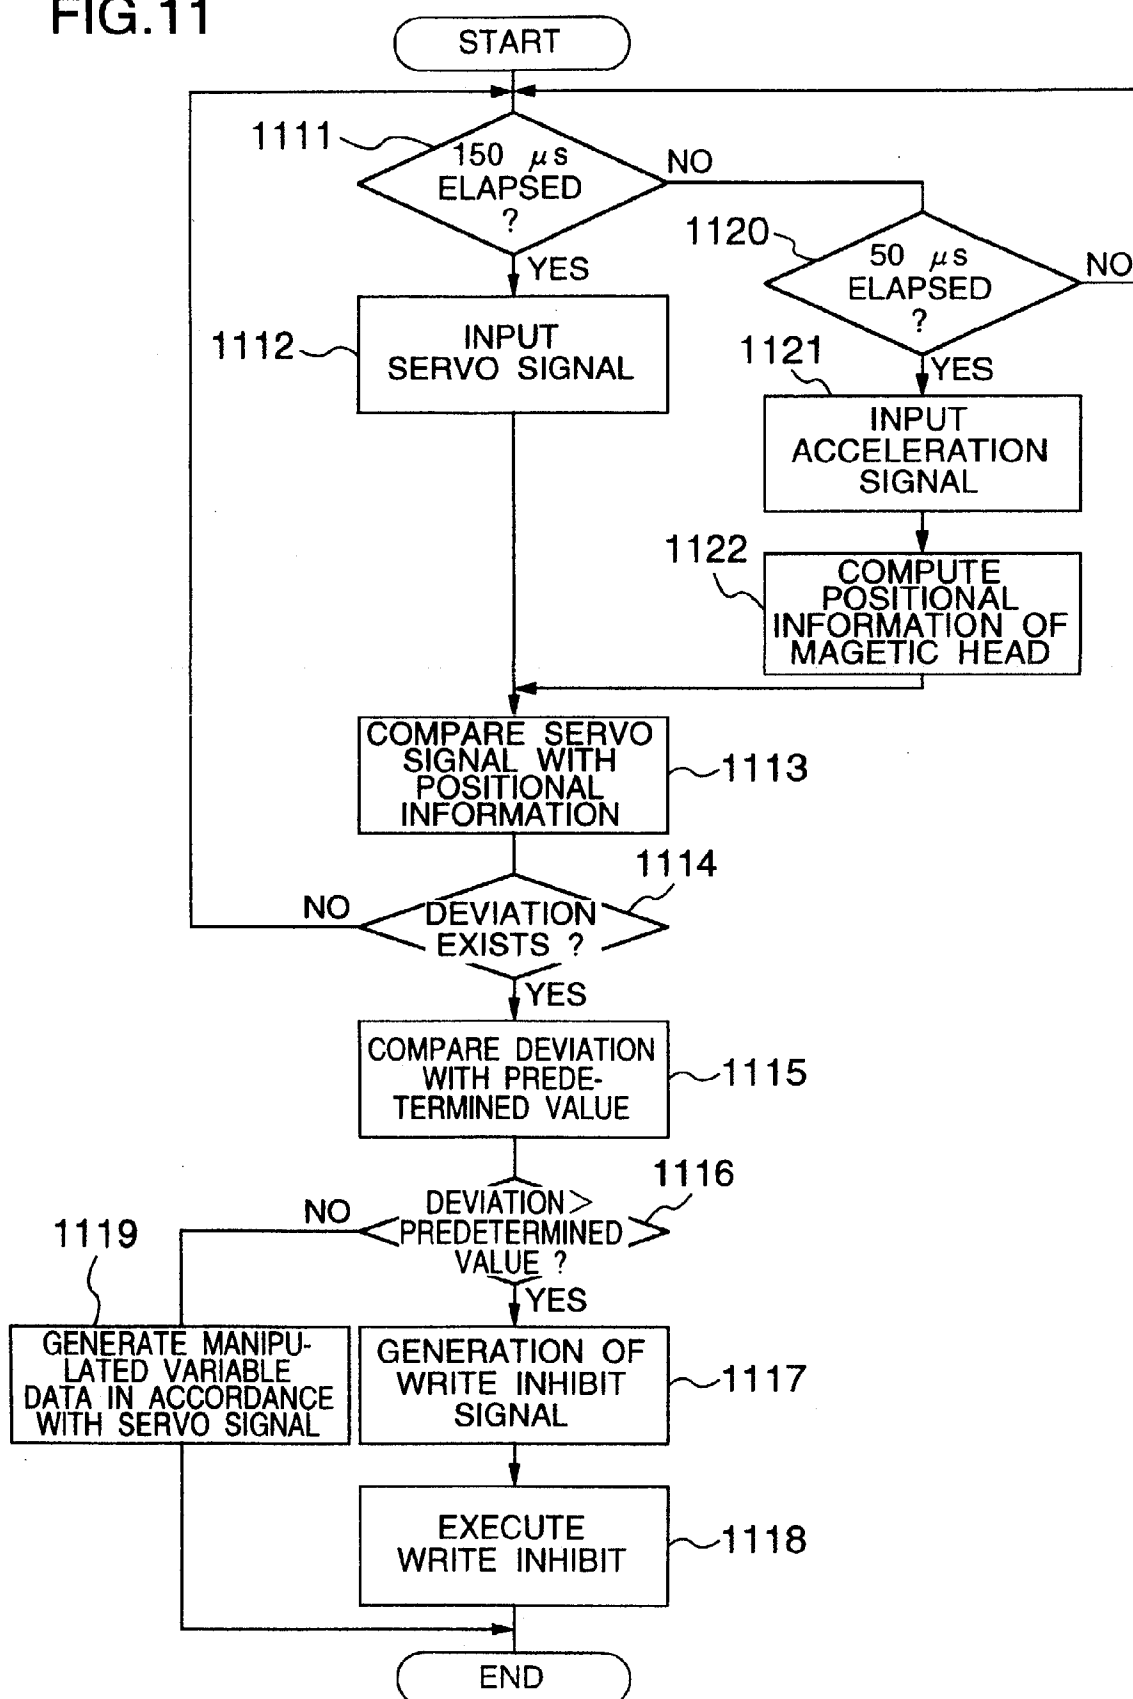 FIG.11
START
1111
150 μs
ELAPSED
?
NO
YES
1120
50 μs
ELAPSED
?
NO
YES
1112
INPUT
SERVO SIGNAL
1121
INPUT
ACCELERATION
SIGNAL
1122
COMPUTE
POSITIONAL
INFORMATION OF
MAGETIC HEAD
COMPARE SERVO
SIGNAL WITH
POSITIONAL
INFORMATION
1113
1114
NO
DEVIATION
EXISTS ?
YES
COMPARE DEVIATION
WITH PREDE-
TERMINED VALUE
1115
1116
NO
DEVIATION>
PREDETERMINED
VALUE ?
YES
1119
GENERATE MANIPU-
LATED VARIABLE
DATA IN ACCORDANCE
WITH SERVO SIGNAL
GENERATION OF
WRITE INHIBIT
SIGNAL
1117
EXECUTE
WRITE INHIBIT
1118
END